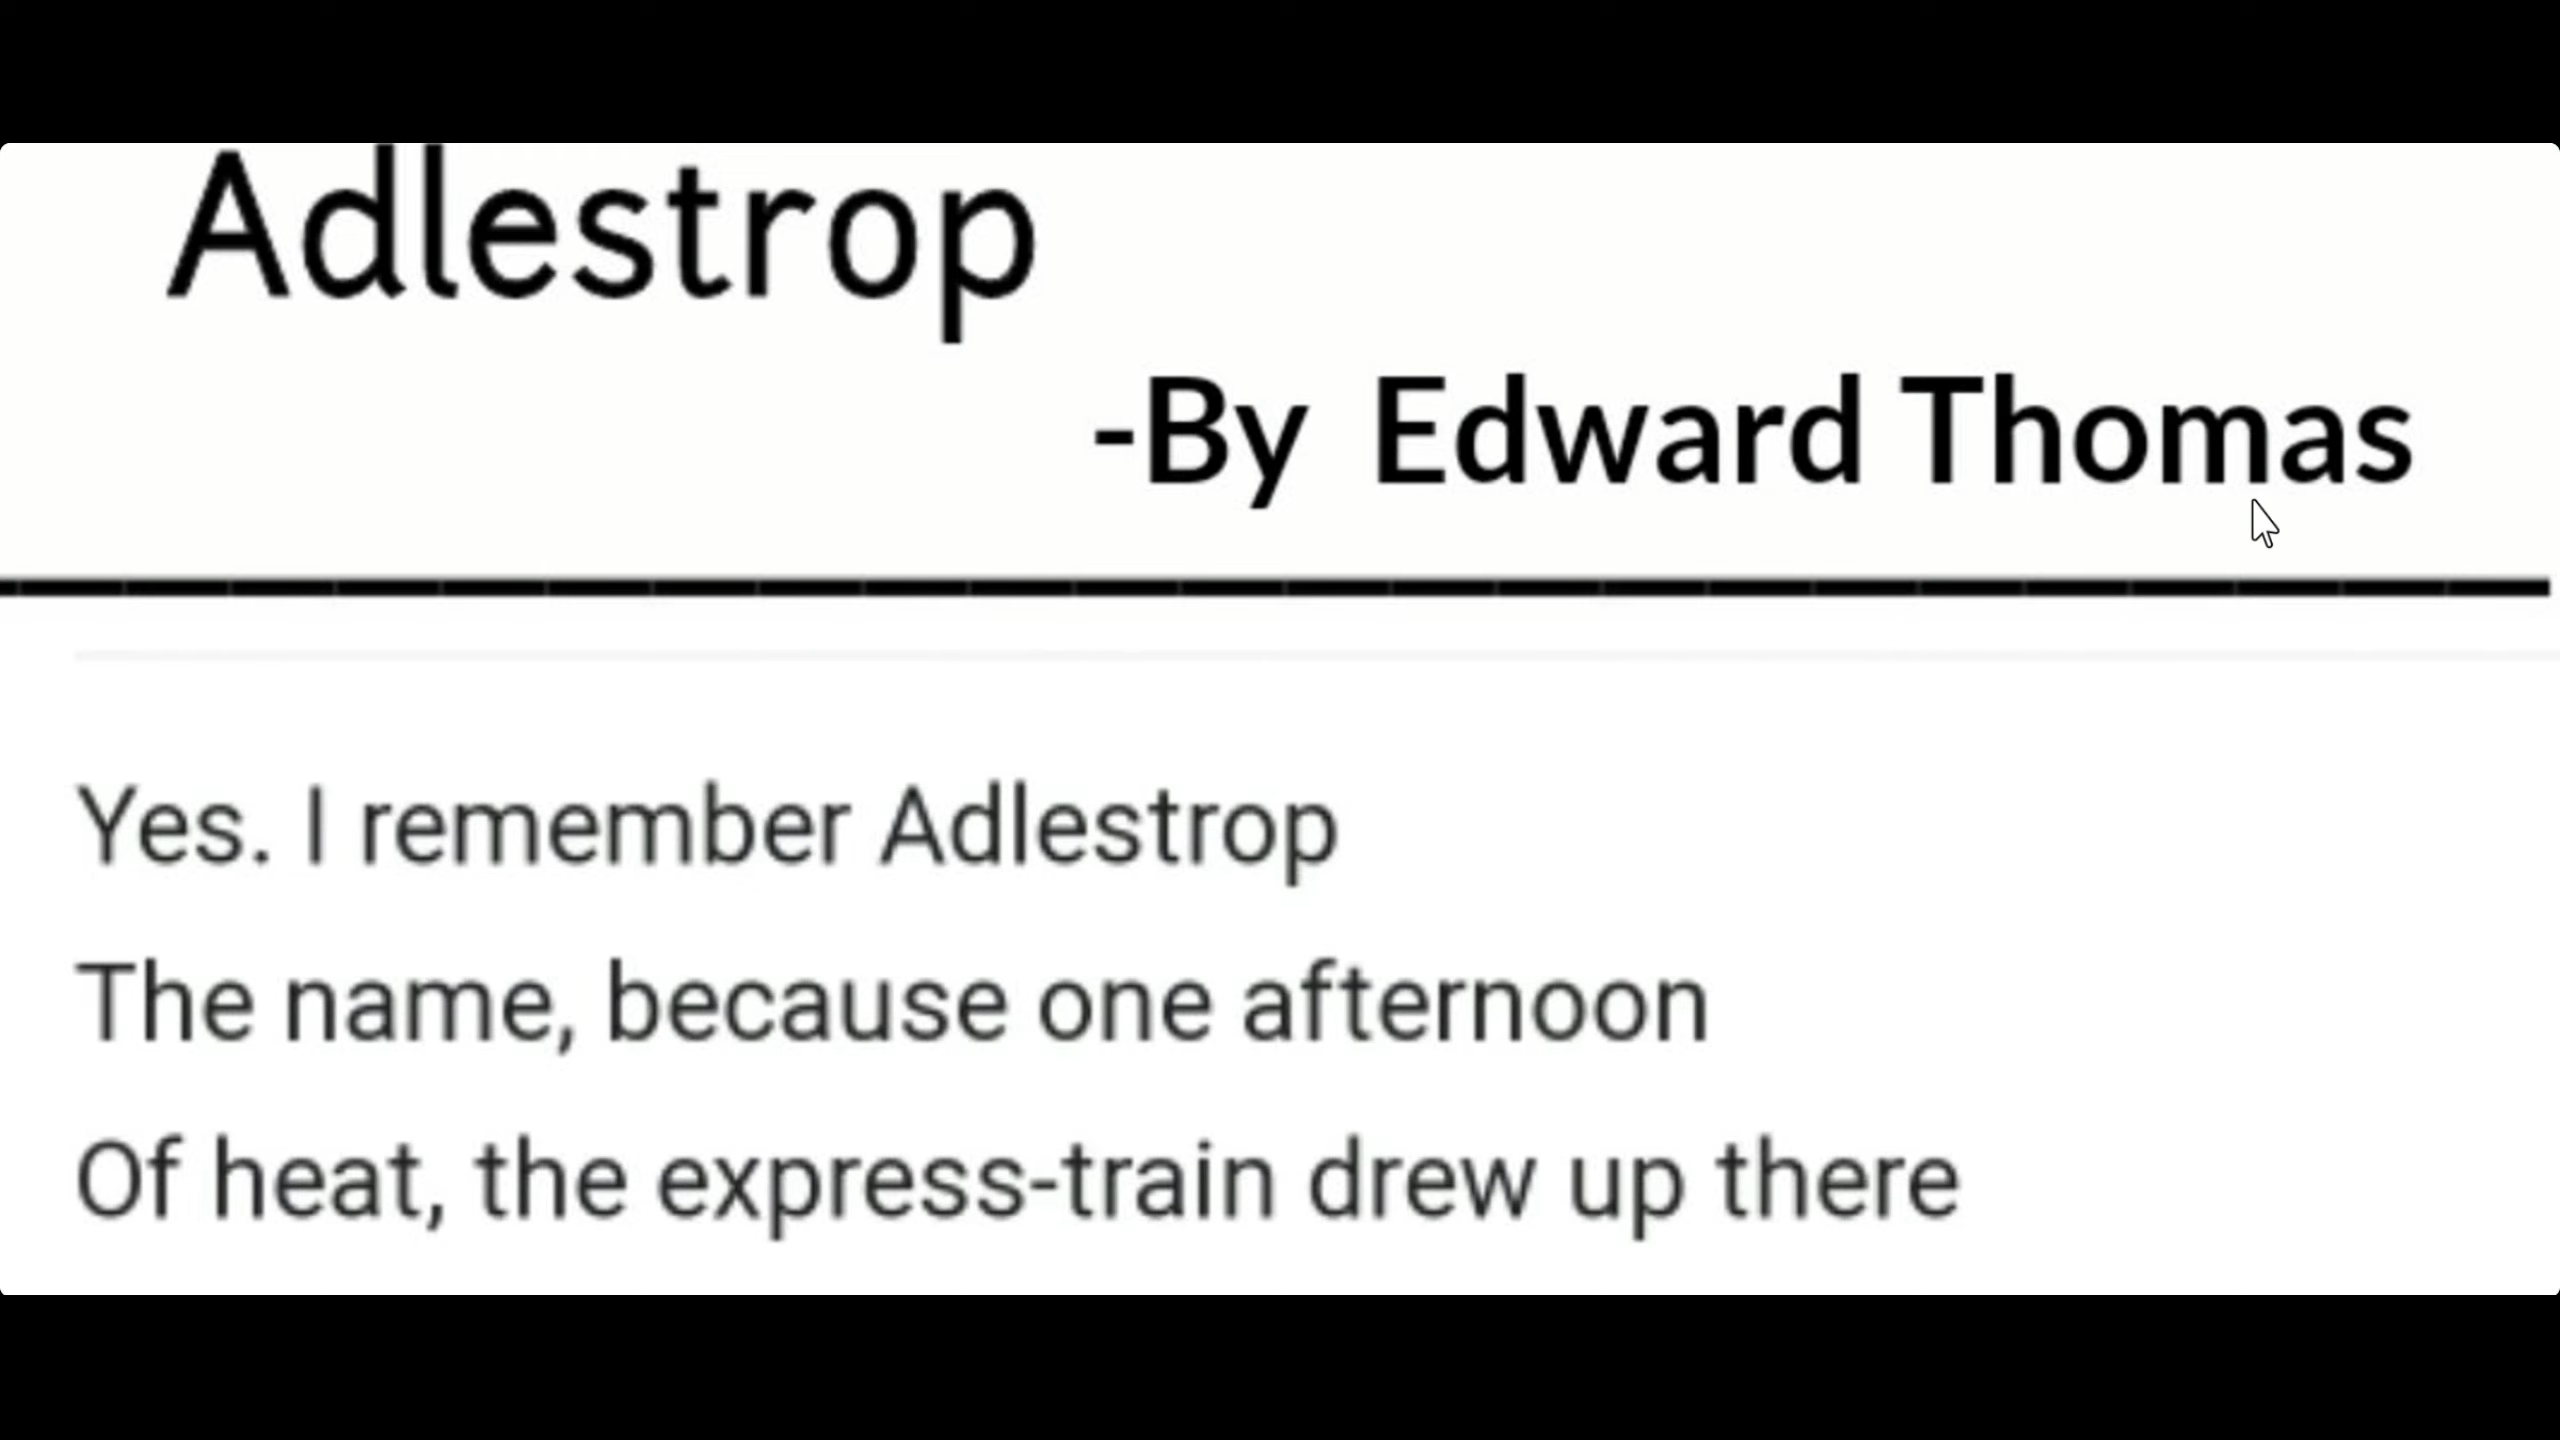 Adlestrop
-By Edward Thomas
Yes. I remember Adlestrop
The name, because one afternoon
Of heat, the express-train drew up there